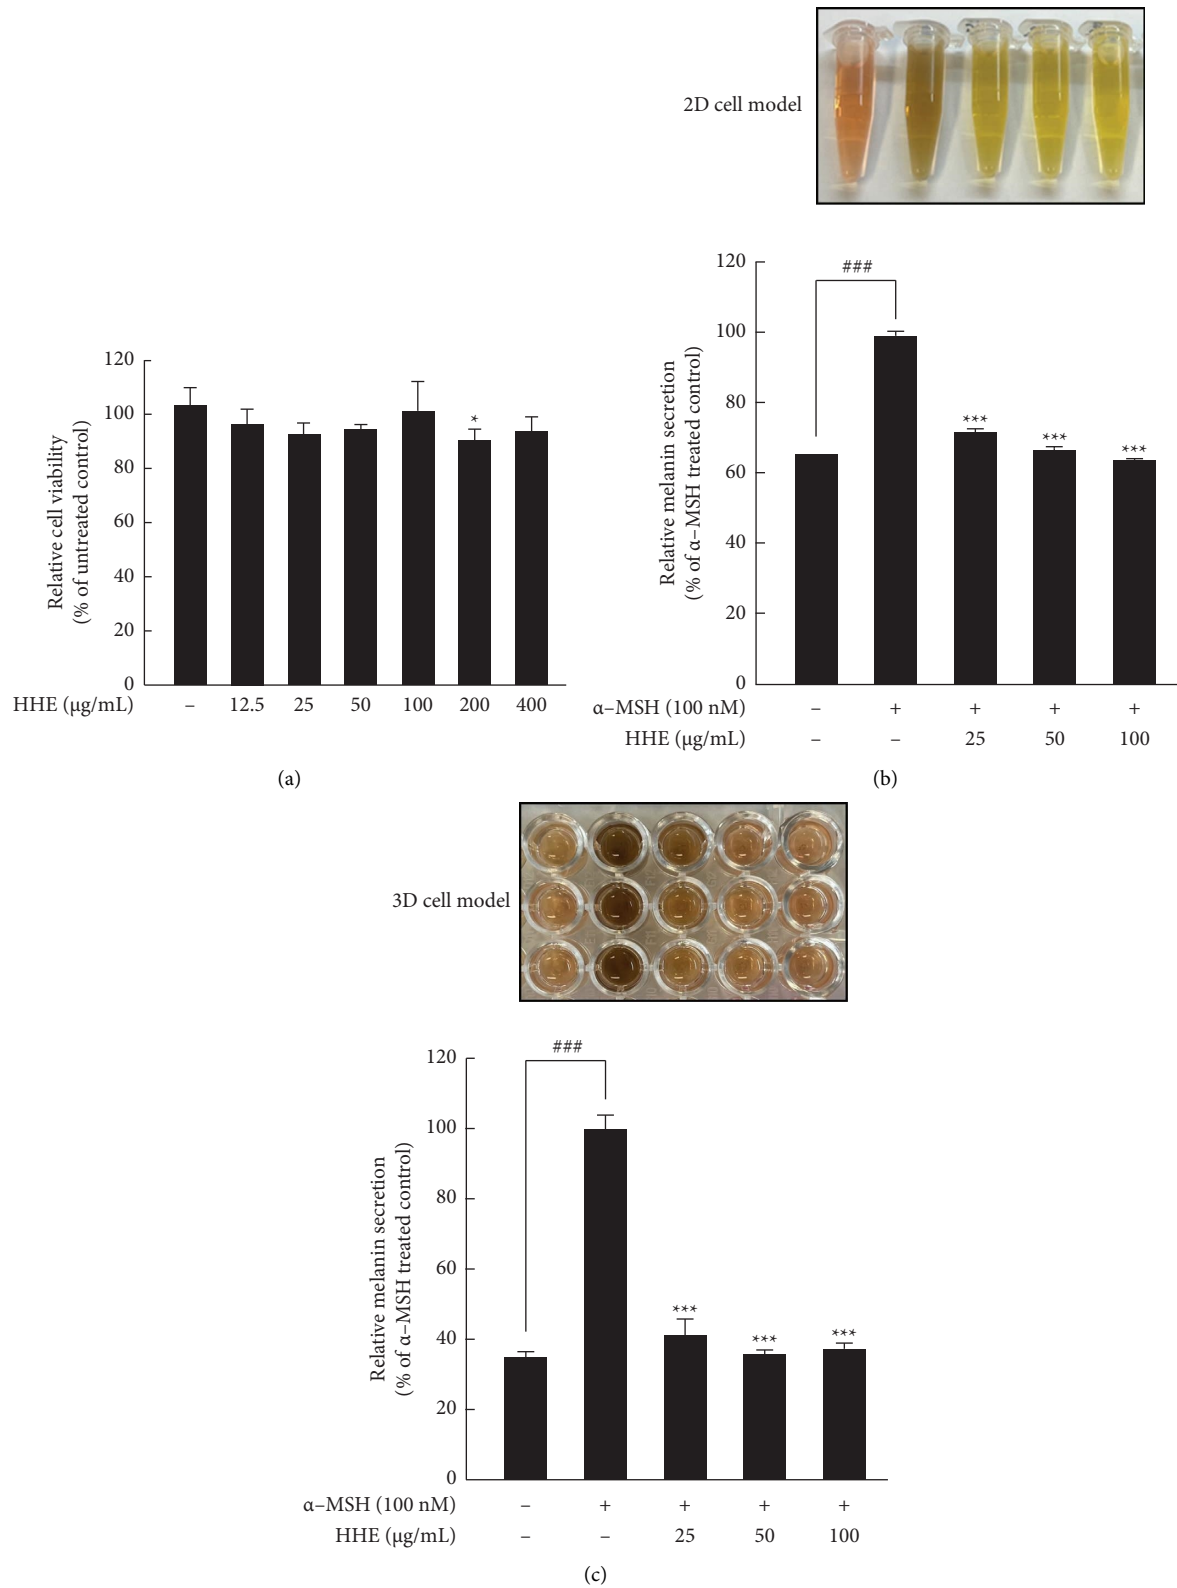 2D cell model
120
100
80
60
40
20
0
Relative cell viability
(% of untreated control)
*
HHE (μg/mL) – 12.5 25 50 100 200 400
(a)
120
100
80
60
40
20
0
Relative melanin secretion
(% of α–MSH treated control)
###
*** *** ***
α–MSH (100 nM) – + + + +
HHE (μg/mL) – – 25 50 100
(b)
3D cell model
120
100
80
60
40
20
0
Relative melanin secretion
(% of α–MSH treated control)
###
*** *** ***
α–MSH (100 nM) – + + + +
HHE (μg/mL) – – 25 50 100
(c)